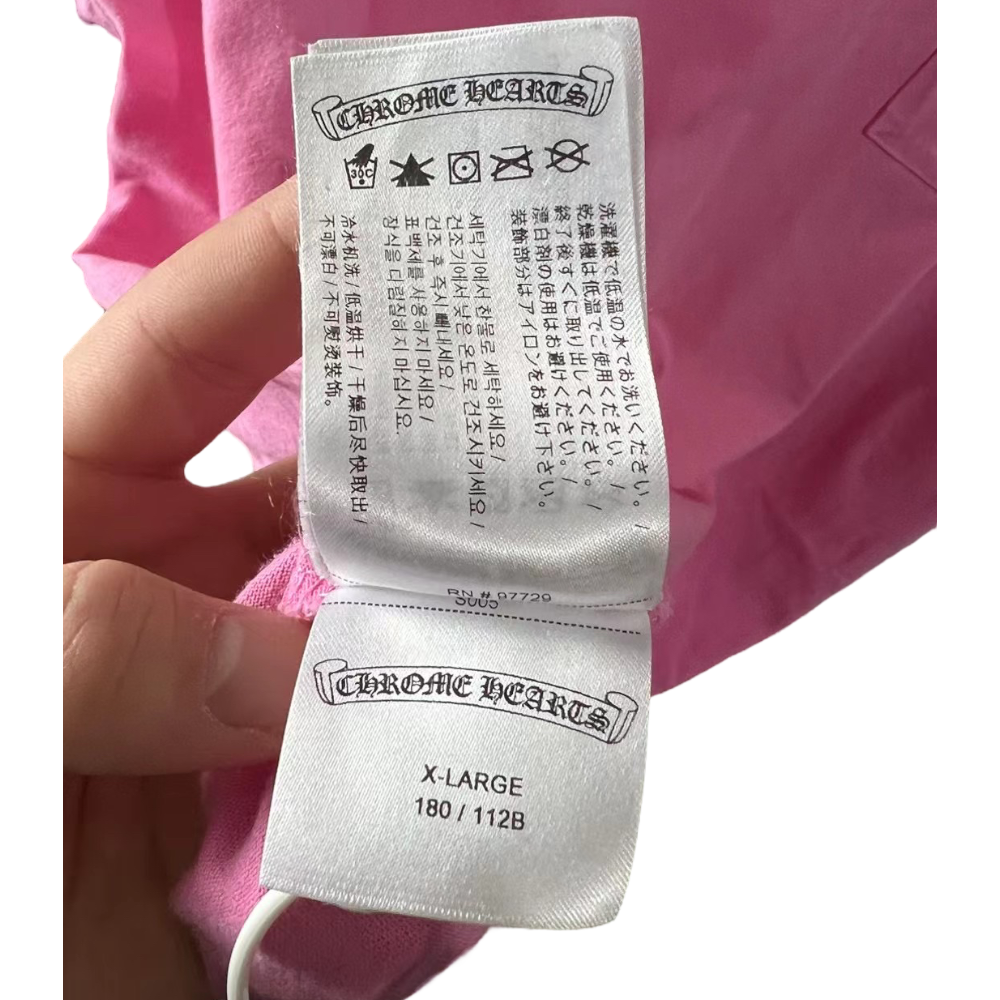 CHROME HEARTS
30C
洗濯機で低温の水でお洗いください。/
乾燥機は低温でご使用ください。/
終了後すぐに取り出してください。/
漂白剤の使用はお避けください。/
装飾部分はアイロンをお避け下さい。
세탁기에서 찬물로 세탁하세요/
건조기에서 낮은 온도로 건조시키세요/
건조 후 즉시 빼내세요/
표백제를 사용하지 마세요/
장식을 다림질하지 마십시요.
冷水机洗/低温烘干/干燥后尽快取出/
不可漂白/不可熨烫装饰。
RN # 97729
CHROME HEARTS
X-LARGE
180 / 112B